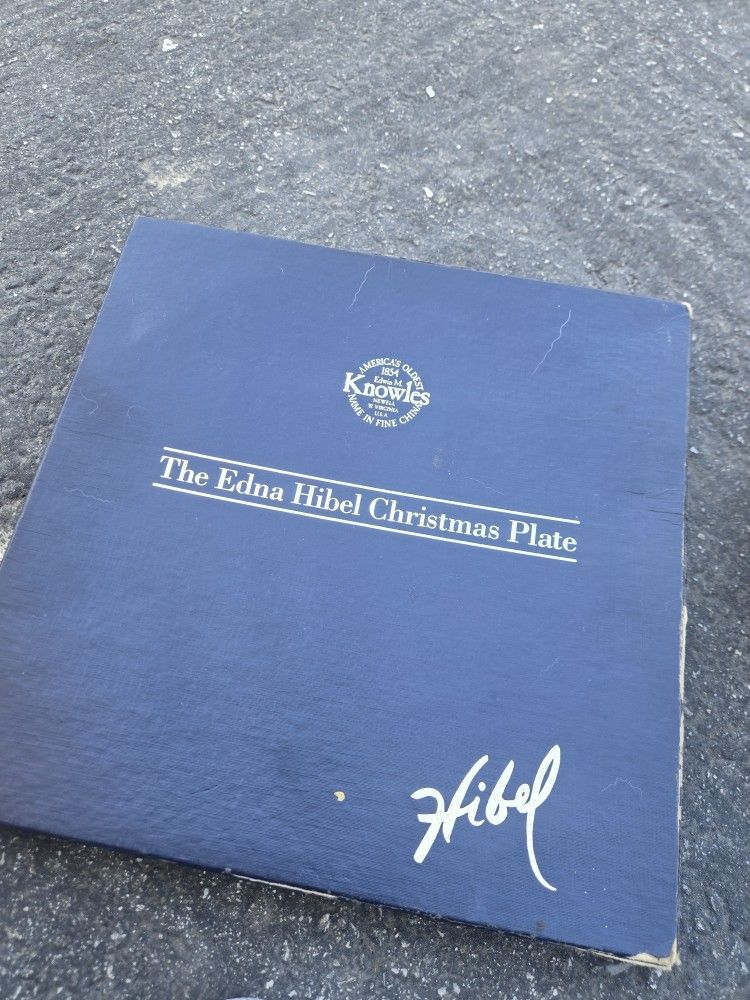 AMERICA'S OLDEST
1854
Edwin M.
Knowles
NEWELL
W VIRGINIA
U.S.A
NAME IN FINE CHINA
The Edna Hibel Christmas Plate
Hibel